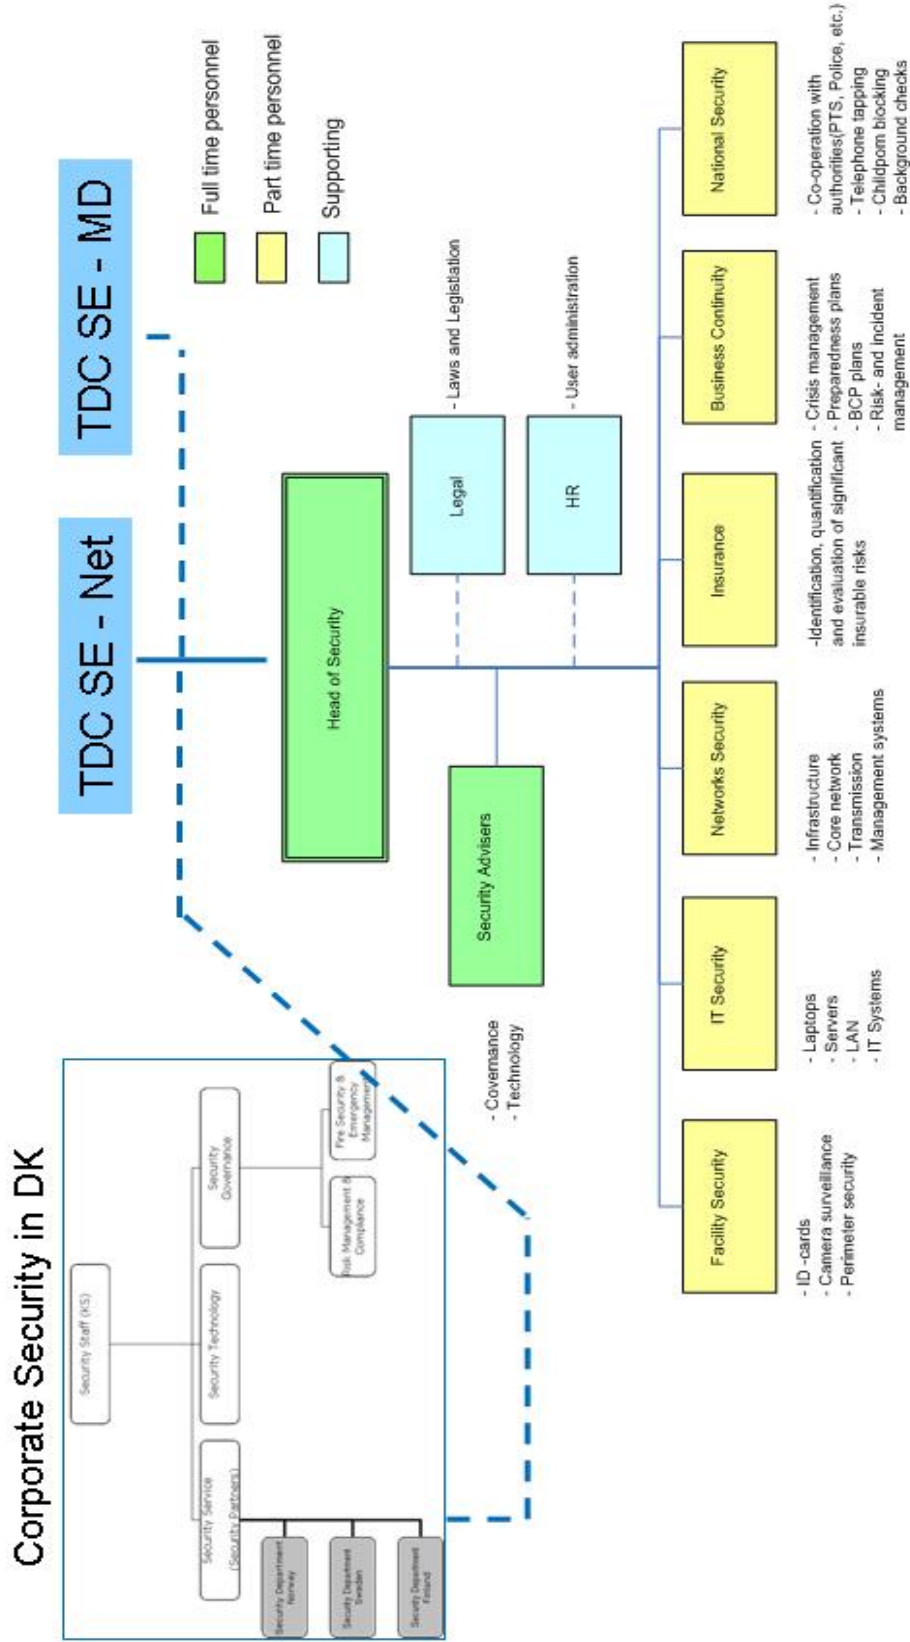 Corporate Security in DK
Security Staff (KS)
Security Service
(Security Partners)
Security Technology
Security
Governance
Security Department
Norway
Security Department
Sweden
Security Department
Finland
Risk Management &
Compliance
Fire Security &
Emergency
Management
TDC SE - Net
TDC SE - MD
Full time personnel
Part time personnel
Supporting
Head of Security
Security Advisers
- Covernance
- Technology
Legal
- Laws and Legistiation
HR
- User administration
Facility Security
- ID -cards
- Camera surveillance
- Perimeter security
IT Security
- Laptops
- Servers
- LAN
- IT Systems
Networks Security
- Infrastructure
- Core network
- Transmission
- Management systems
Insurance
-Identification, quantification
and evaluation of significant
insurable risks
Business Continuity
- Crisis management
- Preparedness plans
- BCP plans
- Risk- and incident
management
National Security
- Co-operation with
authorities(PTS, Police, etc.)
- Telephone tapping
- Childporn blocking
- Background checks